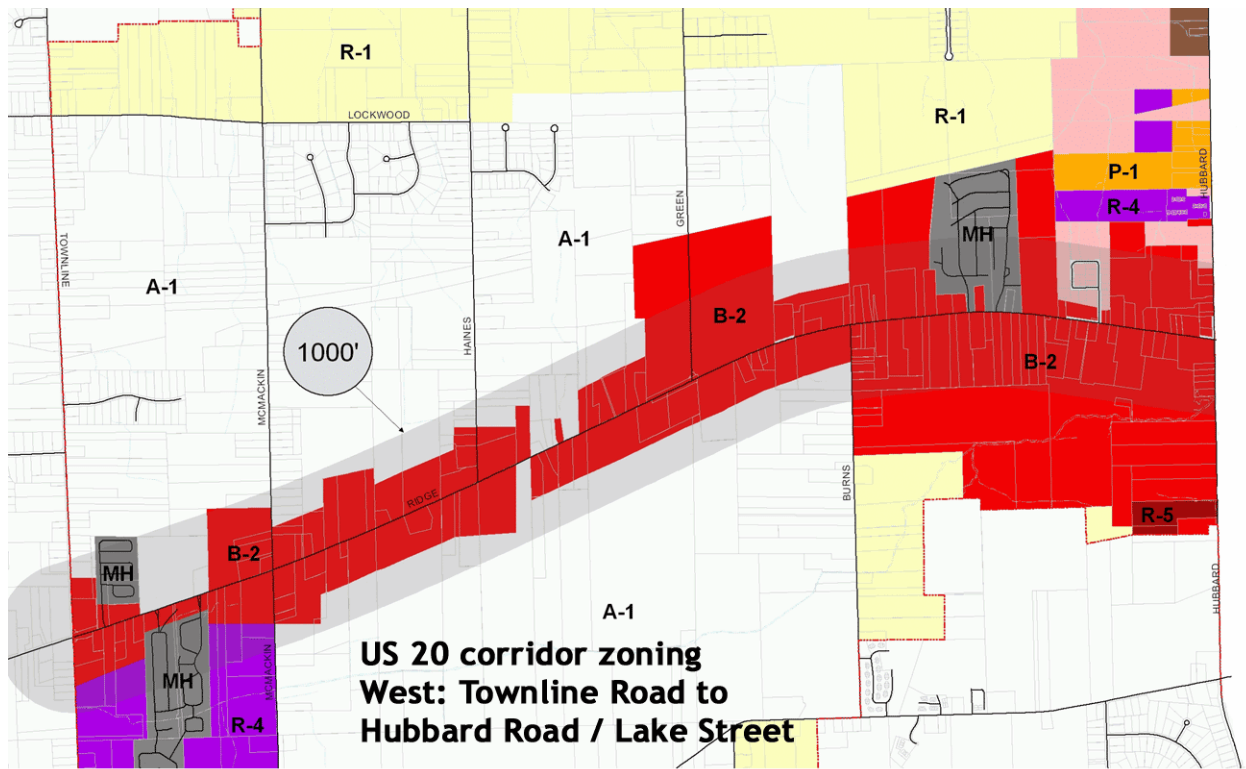 R-1
LOCKWOOD
R-1
HUBBARD
P-1
R-4
GREEN
TOWNLINE
A-1
MH
A-1
HAINES
B-2
1000'
B-2
MCMACKIN
BURNS
RIDGE
R-5
B-2
MH
HUBBARD
A-1
MCMACKIN
MH
R-4
US 20 corridor zoning
West: Townline Road to
Hubbard Road / Lake Street